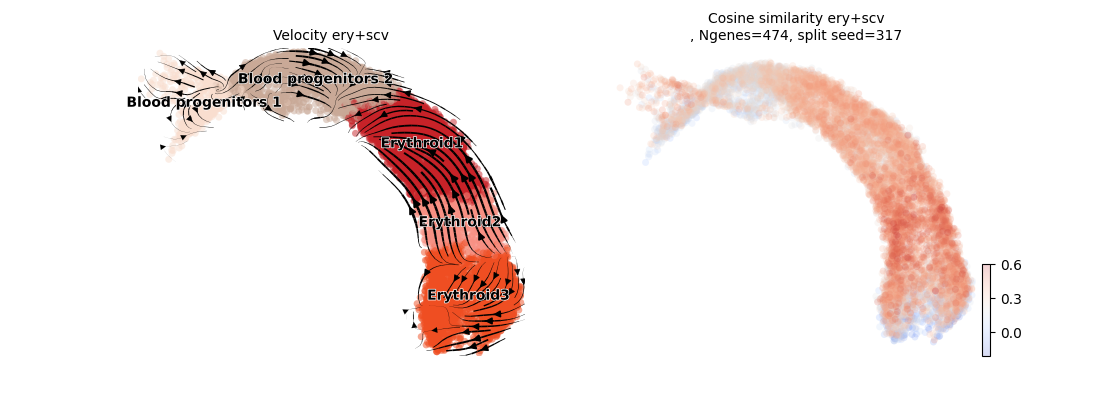 Velocity ery+scv
Blood progenitors 2
Blood progenitors 1
Erythroid1
Erythroid2
Erythroid3
Cosine similarity ery+scv
, Ngenes=474, split seed=317
0.6
0.3
0.0